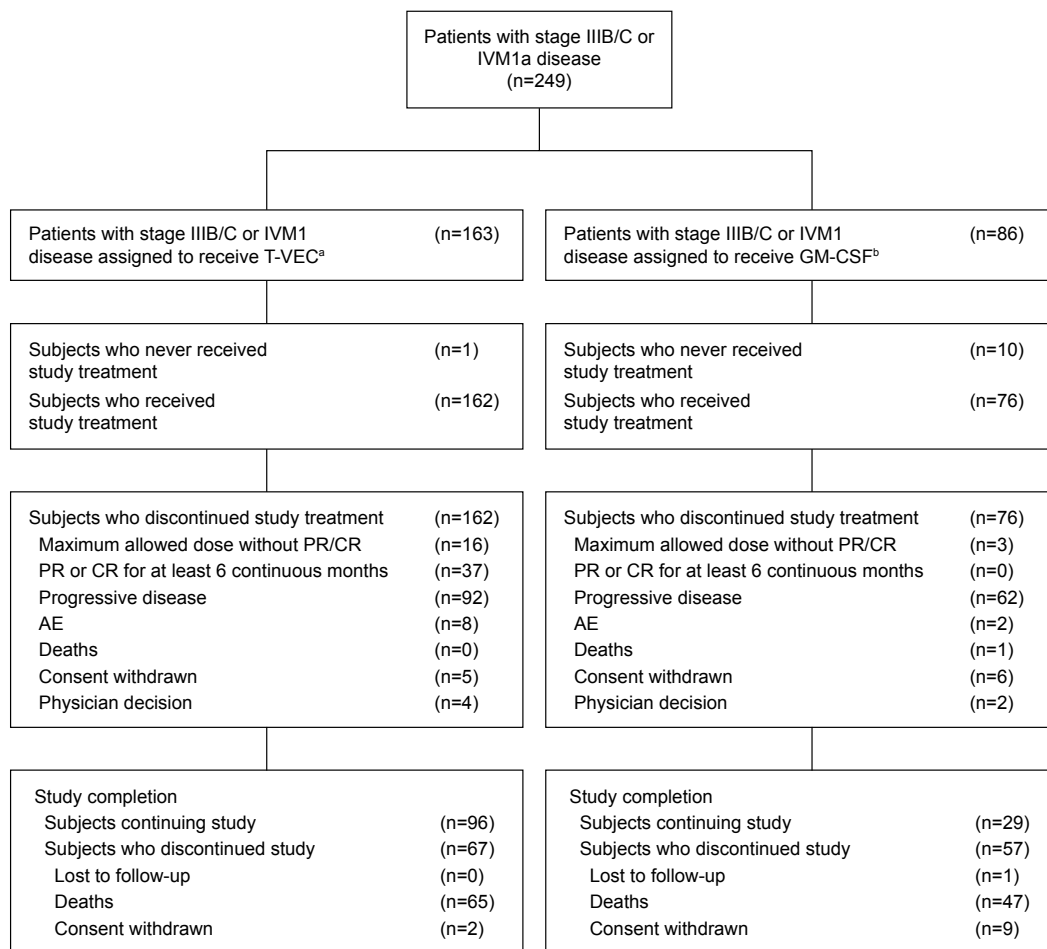 Patients with stage IIIB/C or
IVM1a disease
(n=249)
Patients with stage IIIB/C or IVM1 (n=163)
disease assigned to receive T-VECᵃ
Patients with stage IIIB/C or IVM1 (n=86)
disease assigned to receive GM-CSFᵇ
Subjects who never received (n=1)
study treatment
Subjects who received (n=162)
study treatment
Subjects who never received (n=10)
study treatment
Subjects who received (n=76)
study treatment
Subjects who discontinued study treatment (n=162)
Maximum allowed dose without PR/CR (n=16)
PR or CR for at least 6 continuous months (n=37)
Progressive disease (n=92)
AE (n=8)
Deaths (n=0)
Consent withdrawn (n=5)
Physician decision (n=4)
Subjects who discontinued study treatment (n=76)
Maximum allowed dose without PR/CR (n=3)
PR or CR for at least 6 continuous months (n=0)
Progressive disease (n=62)
AE (n=2)
Deaths (n=1)
Consent withdrawn (n=6)
Physician decision (n=2)
Study completion
Subjects continuing study (n=96)
Subjects who discontinued study (n=67)
Lost to follow-up (n=0)
Deaths (n=65)
Consent withdrawn (n=2)
Study completion
Subjects continuing study (n=29)
Subjects who discontinued study (n=57)
Lost to follow-up (n=1)
Deaths (n=47)
Consent withdrawn (n=9)